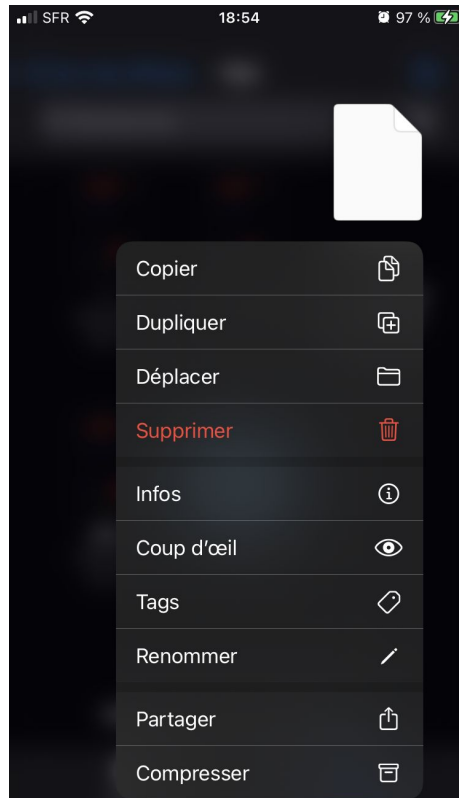 SFR 18:54 97 %
Copier
Dupliquer
Déplacer
Supprimer
Infos
Coup d'œil
Tags
Renommer
Partager
Compresser